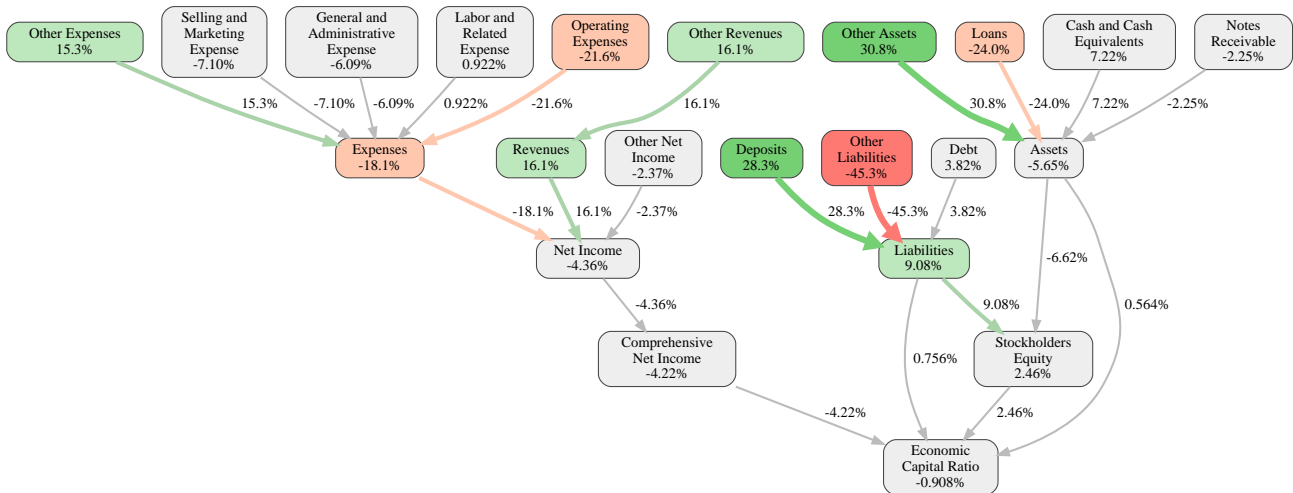 Other Expenses
15.3%
Selling and
Marketing
Expense
-7.10%
General and
Administrative
Expense
-6.09%
Labor and
Related
Expense
0.922%
Operating
Expenses
-21.6%
Other Revenues
16.1%
Other Assets
30.8%
Loans
-24.0%
Cash and Cash
Equivalents
7.22%
Notes
Receivable
-2.25%
15.3%
-7.10%
-6.09%
0.922%
-21.6%
16.1%
30.8%
-24.0%
7.22%
-2.25%
Expenses
-18.1%
Revenues
16.1%
Other Net
Income
-2.37%
Deposits
28.3%
Other
Liabilities
-45.3%
Debt
3.82%
Assets
-5.65%
-18.1%
16.1%
-2.37%
28.3%
-45.3%
3.82%
Net Income
-4.36%
Liabilities
9.08%
-6.62%
-4.36%
9.08%
0.564%
Comprehensive
Net Income
-4.22%
0.756%
Stockholders
Equity
2.46%
-4.22%
2.46%
Economic
Capital Ratio
-0.908%